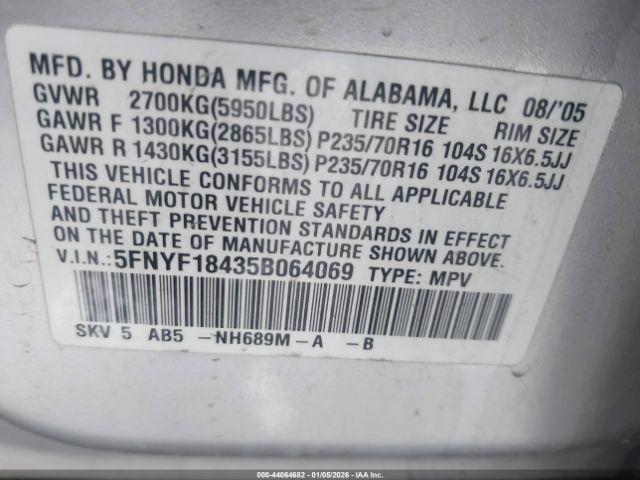 MFD. BY HONDA MFG. OF ALABAMA, LLC 08/'05
GVWR 2700KG(5950LBS) TIRE SIZE RIM SIZE
GAWR F 1300KG(2865LBS) P235/70R16 104S 16X6.5JJ
GAWR R 1430KG(3155LBS) P235/70R16 104S 16X6.5JJ
THIS VEHICLE CONFORMS TO ALL APPLICABLE
FEDERAL MOTOR VEHICLE SAFETY
AND THEFT PREVENTION STANDARDS IN EFFECT
ON THE DATE OF MANUFACTURE SHOWN ABOVE.
V.I.N.:5FNYF18435B064069 TYPE: MPV
SKV 5 AB5 -NH689M-A -B
000-44064682 - 01/05/2026 - IAA Inc.